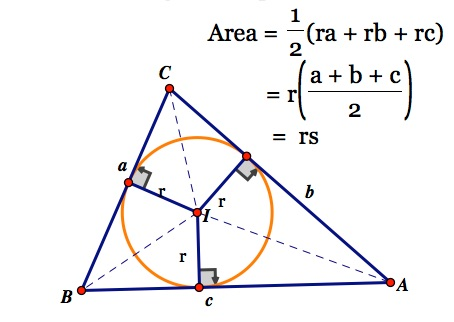 Area = 1/2(ra + rb + rc)
= r((a + b + c)/2)
= rs
C
a
r
r
b
I
r
B
c
A